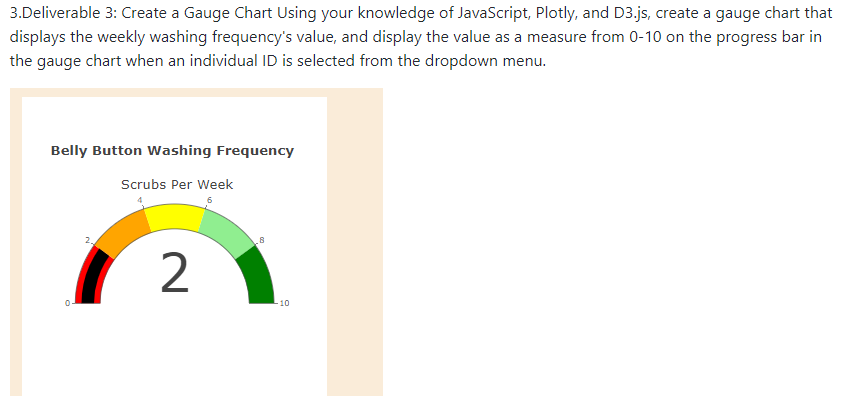 3.Deliverable 3: Create a Gauge Chart Using your knowledge of JavaScript, Plotly, and D3.js, create a gauge chart that
displays the weekly washing frequency's value, and display the value as a measure from 0-10 on the progress bar in
the gauge chart when an individual ID is selected from the dropdown menu.
Belly Button Washing Frequency
Scrubs Per Week
4 6
2 8
2
0 10